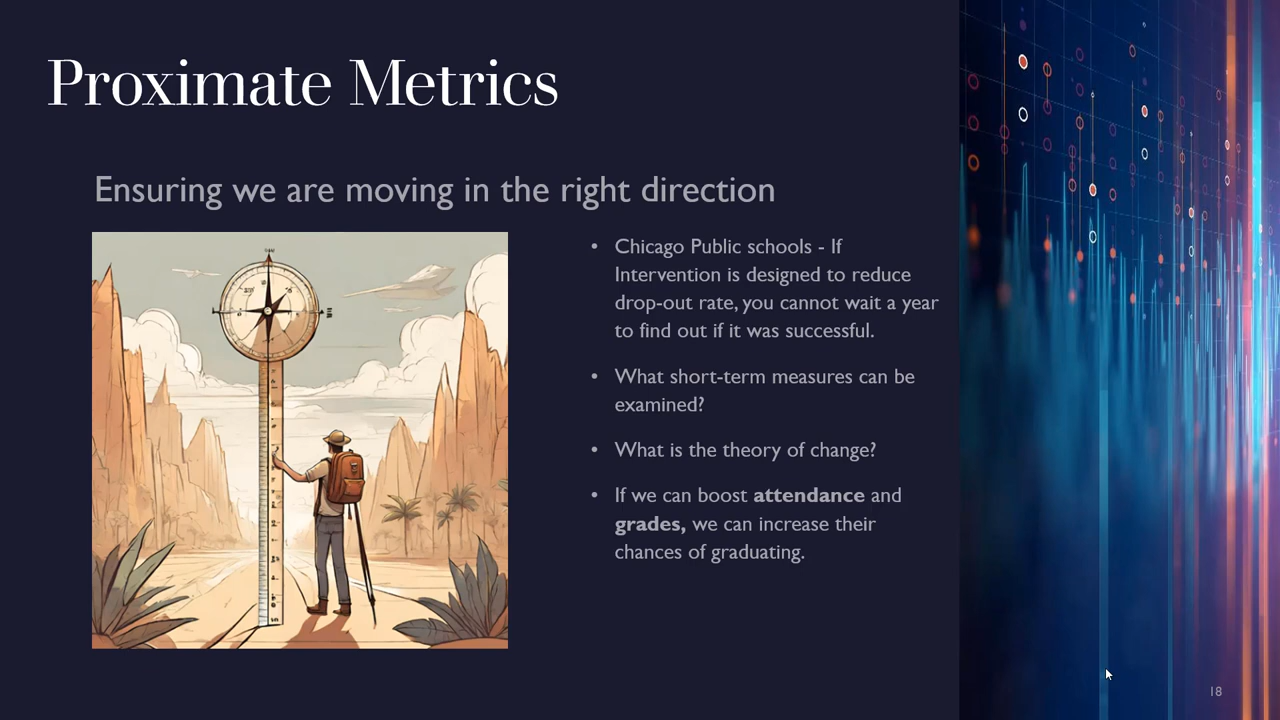 Proximate Metrics
Ensuring we are moving in the right direction
• Chicago Public schools - If
Intervention is designed to reduce
drop-out rate, you cannot wait a year
to find out if it was successful.
• What short-term measures can be
examined?
• What is the theory of change?
• If we can boost attendance and
grades, we can increase their
chances of graduating.
18